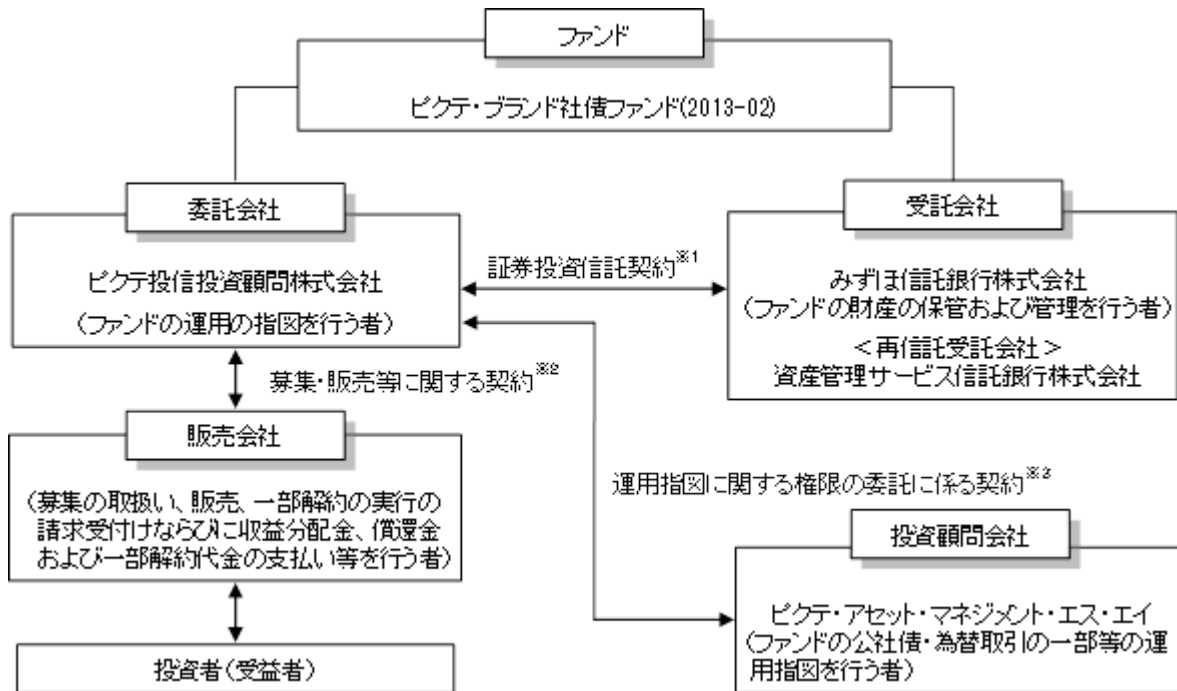 ファンド
ピクテ・ブランド社債ファンド(2013-02)
委託会社
ピクテ投信投資顧問株式会社
(ファンドの運用の指図を行う者)
証券投資信託契約※1
受託会社
みずほ信託銀行株式会社
(ファンドの財産の保管および管理を行う者)
<再信託受託会社>
資産管理サービス信託銀行株式会社
募集・販売等に関する契約※2
販売会社
(募集の取扱い、販売、一部解約の実行の
請求受付けならびに収益分配金、償還金
および一部解約代金の支払い等を行う者)
運用指図に関する権限の委託に係る契約※3
投資顧問会社
ピクテ・アセット・マネジメント・エス・エイ
(ファンドの公社債・為替取引の一部等の運
用指図を行う者)
投資者(受益者)